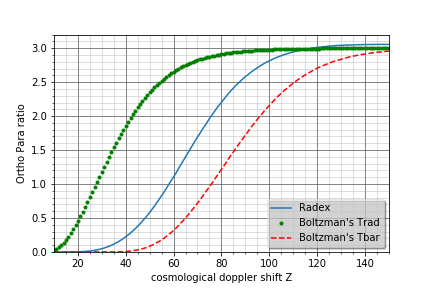 3.0
2.5
2.0
1.5
1.0
0.5
0.0
Ortho Para ratio
Radex
Boltzman's Trad
Boltzman's Tbar
20 40 60 80 100 120 140
cosmological doppler shift Z